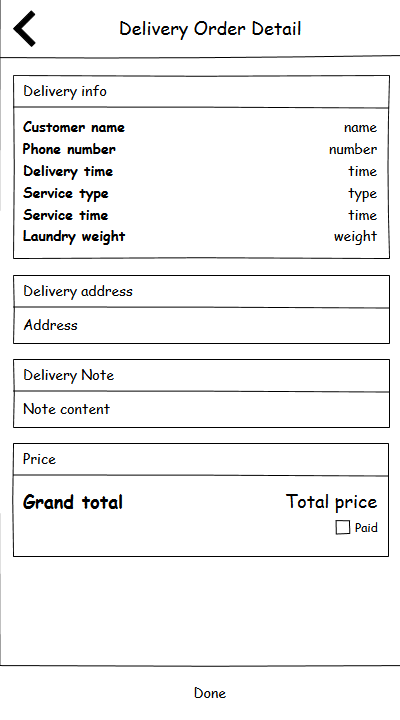 Delivery Order Detail
Delivery info
Customer name name
Phone number number
Delivery time time
Service type type
Service time time
Laundry weight weight
Delivery address
Address
Delivery Note
Note content
Price
Grand total Total price
Paid
Done